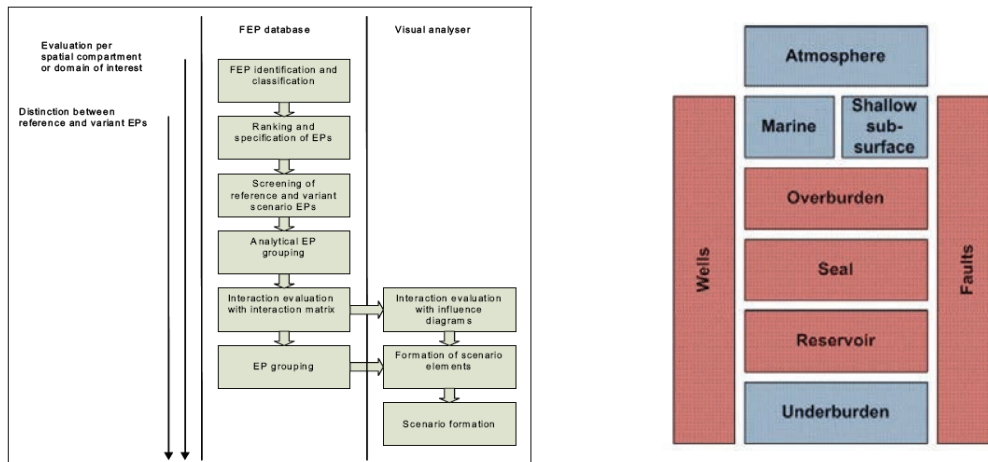 FEP database
Visual analyser
Evaluation per
spatial compartment
or domain of interest
Distinction between
reference and variant EPs
FEP identification and
classification
Ranking and
specification of EPs
Screening of
reference and variant
scenario EPs
Analytical EP
grouping
Interaction evaluation
with interaction matrix
EP grouping
Interaction evaluation
with influence
diagrams
Formation of scenario
elements
Scenario formation
Atmosphere
Marine
Shallow
sub-
surface
Overburden
Seal
Reservoir
Underburden
Wells
Faults